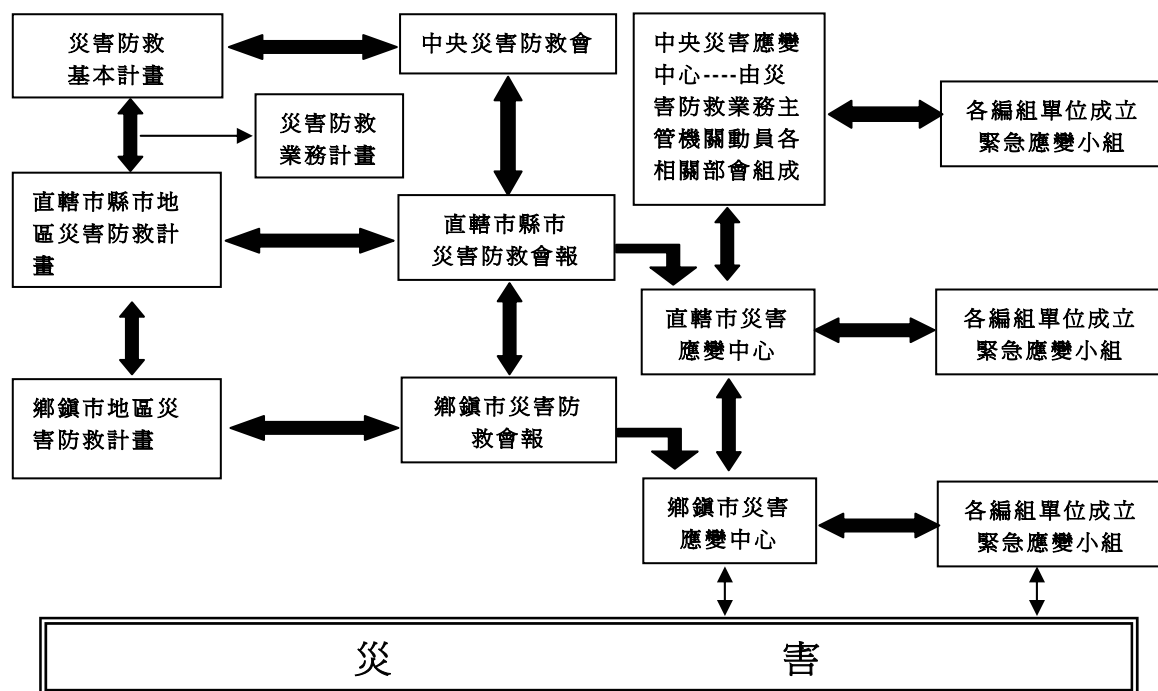 災害防救
基本計畫
中央災害防救會
中央災害應變
中心----由災
害防救業務主
管機關動員各
相關部會組成
各編組單位成立
緊急應變小組
災害防救
業務計畫
直轄市縣市地
區災害防救計
畫
直轄市縣市
災害防救會報
直轄市災害
應變中心
各編組單位成立
緊急應變小組
鄉鎮市地區災
害防救計畫
鄉鎮市災害防
救會報
鄉鎮市災害
應變中心
各編組單位成立
緊急應變小組
災 害